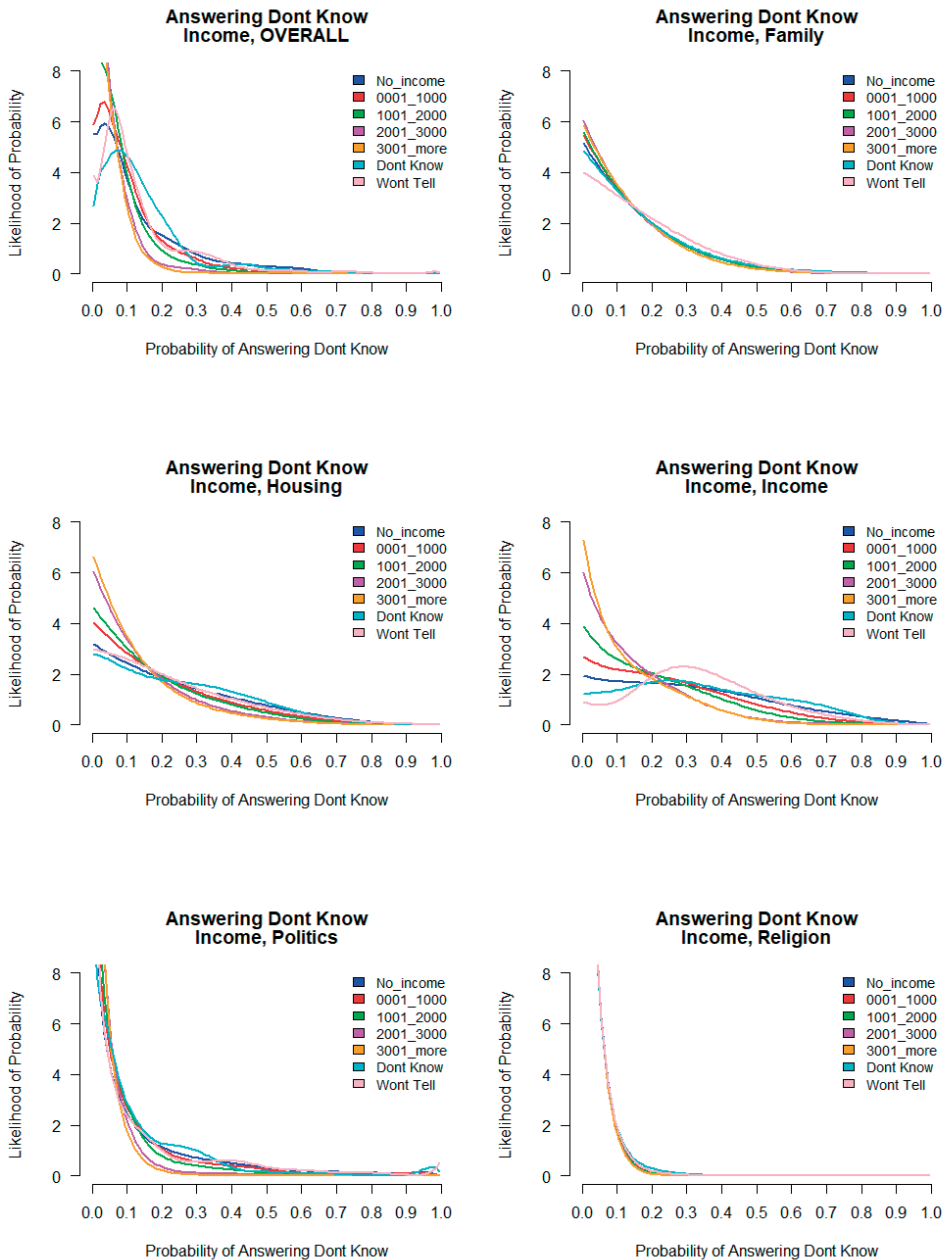 Answering Dont Know
Income, OVERALL
Likelihood of Probability
8
6
4
2
0
No_income
0001_1000
1001_2000
2001_3000
3001_more
Dont Know
Wont Tell
0.0 0.1 0.2 0.3 0.4 0.5 0.6 0.7 0.8 0.9 1.0
Probability of Answering Dont Know
Answering Dont Know
Income, Family
Likelihood of Probability
8
6
4
2
0
No_income
0001_1000
1001_2000
2001_3000
3001_more
Dont Know
Wont Tell
0.0 0.1 0.2 0.3 0.4 0.5 0.6 0.7 0.8 0.9 1.0
Probability of Answering Dont Know
Answering Dont Know
Income, Housing
Likelihood of Probability
8
6
4
2
0
No_income
0001_1000
1001_2000
2001_3000
3001_more
Dont Know
Wont Tell
0.0 0.1 0.2 0.3 0.4 0.5 0.6 0.7 0.8 0.9 1.0
Probability of Answering Dont Know
Answering Dont Know
Income, Income
Likelihood of Probability
8
6
4
2
0
No_income
0001_1000
1001_2000
2001_3000
3001_more
Dont Know
Wont Tell
0.0 0.1 0.2 0.3 0.4 0.5 0.6 0.7 0.8 0.9 1.0
Probability of Answering Dont Know
Answering Dont Know
Income, Politics
Likelihood of Probability
8
6
4
2
0
No_income
0001_1000
1001_2000
2001_3000
3001_more
Dont Know
Wont Tell
0.0 0.1 0.2 0.3 0.4 0.5 0.6 0.7 0.8 0.9 1.0
Probability of Answering Dont Know
Answering Dont Know
Income, Religion
Likelihood of Probability
8
6
4
2
0
No_income
0001_1000
1001_2000
2001_3000
3001_more
Dont Know
Wont Tell
0.0 0.1 0.2 0.3 0.4 0.5 0.6 0.7 0.8 0.9 1.0
Probability of Answering Dont Know